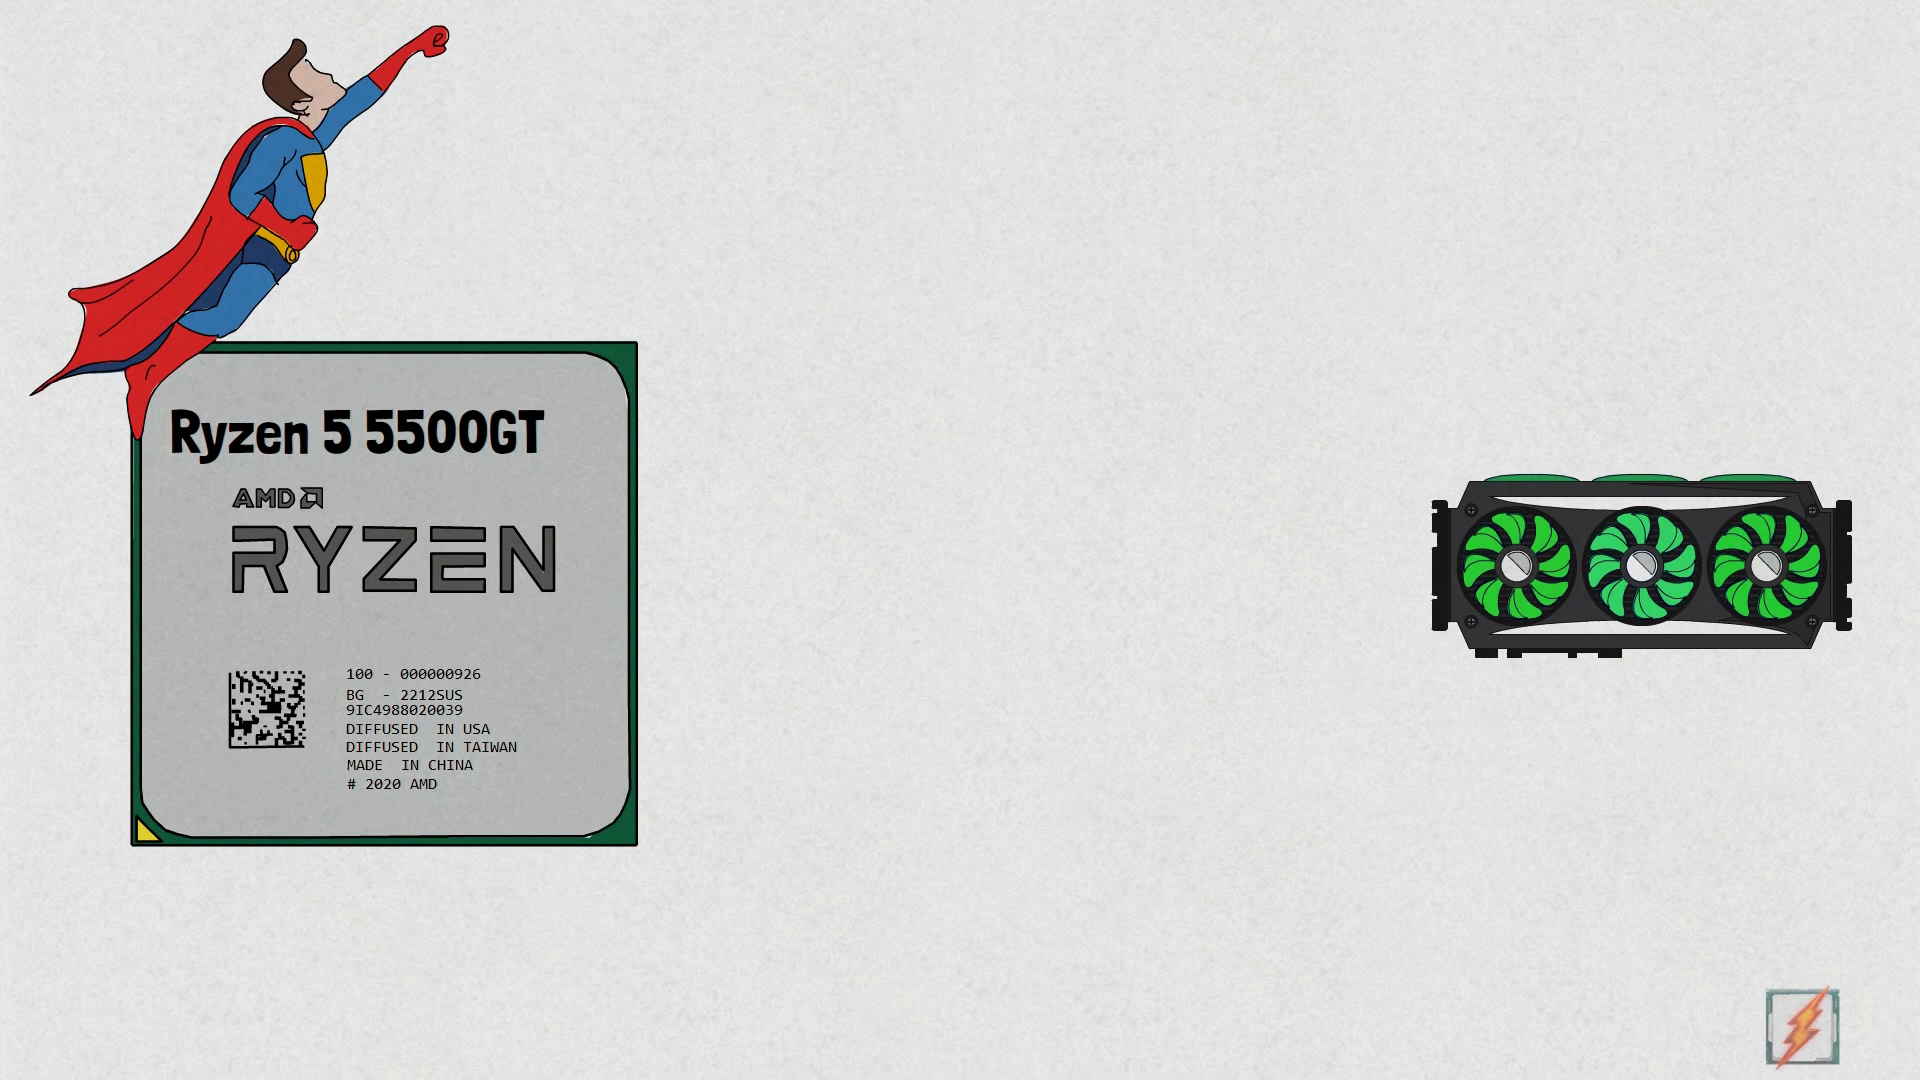 Ryzen 5 5500GT
AMD
RYZEN
100 - 000000926
BG - 2212SUS
9IC4988020039
DIFFUSED IN USA
DIFFUSED IN TAIWAN
MADE IN CHINA
# 2020 AMD